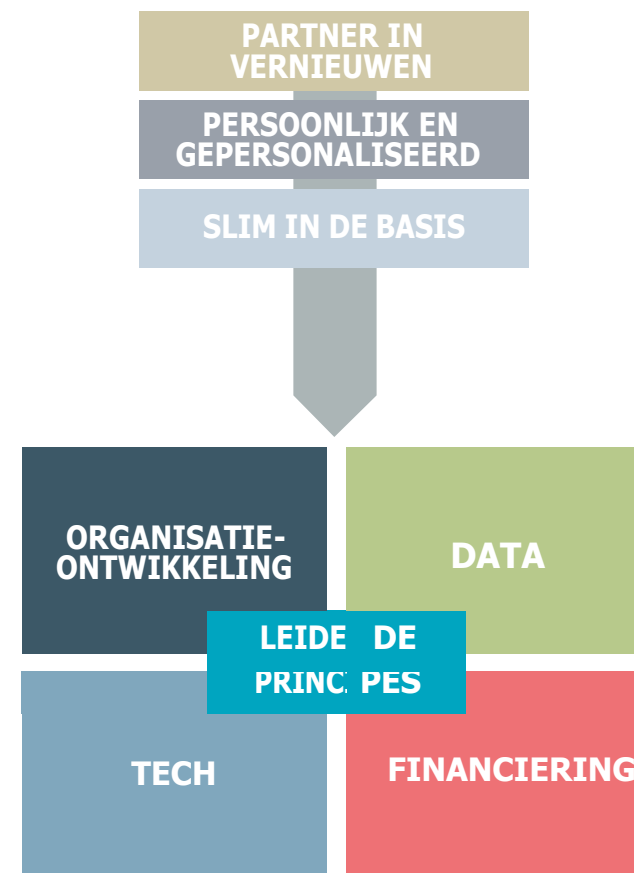 PARTNER IN
VERNIEUWEN
PERSOONLIJK EN
GEPERSONALISEERD
SLIM IN DE BASIS
ORGANISATIE-
ONTWIKKELING
DATA
LEIDE DE
PRINC PES
TECH
FINANCIERING